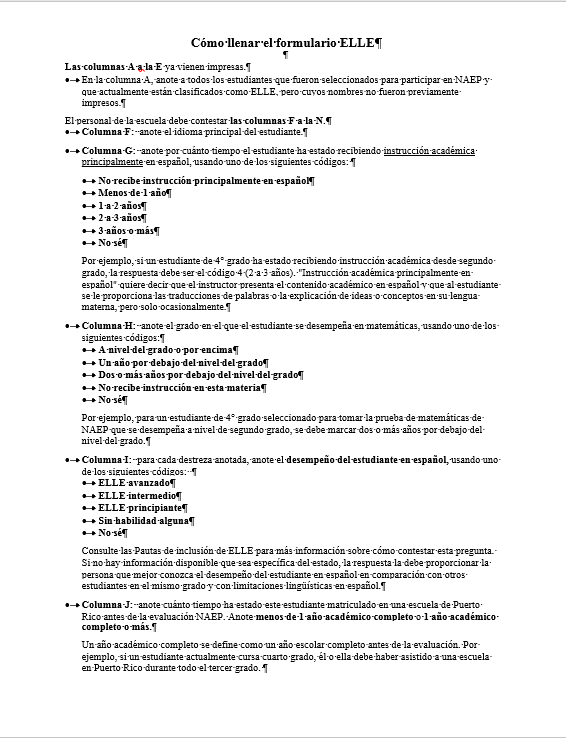 Cómo llenar el formulario ELLE¶
¶
Las columnas A a la E ya vienen impresas.¶
• En la columna A, anote a todos los estudiantes que fueron seleccionados para participar en NAEP y
que actualmente están clasificados como ELLE, pero cuyos nombres no fueron previamente
impresos.¶
El personal de la escuela debe contestar las columnas F a la N.¶
• Columna F: anote el idioma principal del estudiante.¶
• Columna G: anote por cuánto tiempo el estudiante ha estado recibiendo instrucción académica
principalmente en español, usando uno de los siguientes códigos: ¶
• No recibe instrucción principalmente en español¶
• Menos de 1 año¶
• 1 a 2 años¶
• 2 a 3 años¶
• 3 años o más¶
• No sé¶
Por ejemplo, si un estudiante de 4° grado ha estado recibiendo instrucción académica desde segundo
grado, la respuesta debe ser el código 4 (2 a 3 años). "Instrucción académica principalmente en
español" quiere decir que el instructor presenta el contenido académico en español y que al estudiante
se le proporciona las traducciones de palabras o la explicación de ideas o conceptos en su lengua
materna, pero solo ocasionalmente.¶
• Columna H: anote el grado en el que el estudiante se desempeña en matemáticas, usando uno de los
siguientes códigos:¶
• A nivel del grado o por encima¶
• Un año por debajo del nivel del grado¶
• Dos o más años por debajo del nivel del grado¶
• No recibe instrucción en esta materia¶
• No sé¶
Por ejemplo, para un estudiante de 4° grado seleccionado para tomar la prueba de matemáticas de
NAEP que se desempeña a nivel de segundo grado, se debe marcar dos o más años por debajo del
nivel del grado.¶
• Columna I: para cada destreza anotada, anote el desempeño del estudiante en español, usando uno
de los siguientes códigos: ¶
• ELLE avanzado¶
• ELLE intermedio¶
• ELLE principiante¶
• Sin habilidad alguna¶
• No sé¶
Consulte las Pautas de inclusión de ELLE para más información sobre cómo contestar esta pregunta.
Si no hay información disponible que sea específica del estado, la respuesta la debe proporcionar la
persona que mejor conozca el desempeño del estudiante en español en comparación con otros
estudiantes en el mismo grado y con limitaciones lingüísticas en español.¶
• Columna J: anote cuánto tiempo ha estado este estudiante matriculado en una escuela de Puerto
Rico antes de la evaluación NAEP. Anote menos de 1 año académico completo o 1 año académico
completo o más.¶
Un año académico completo se define como un año escolar completo antes de la evaluación. Por
ejemplo, si un estudiante actualmente cursa cuarto grado, él o ella debe haber asistido a una escuela
en Puerto Rico durante todo el tercer grado. ¶